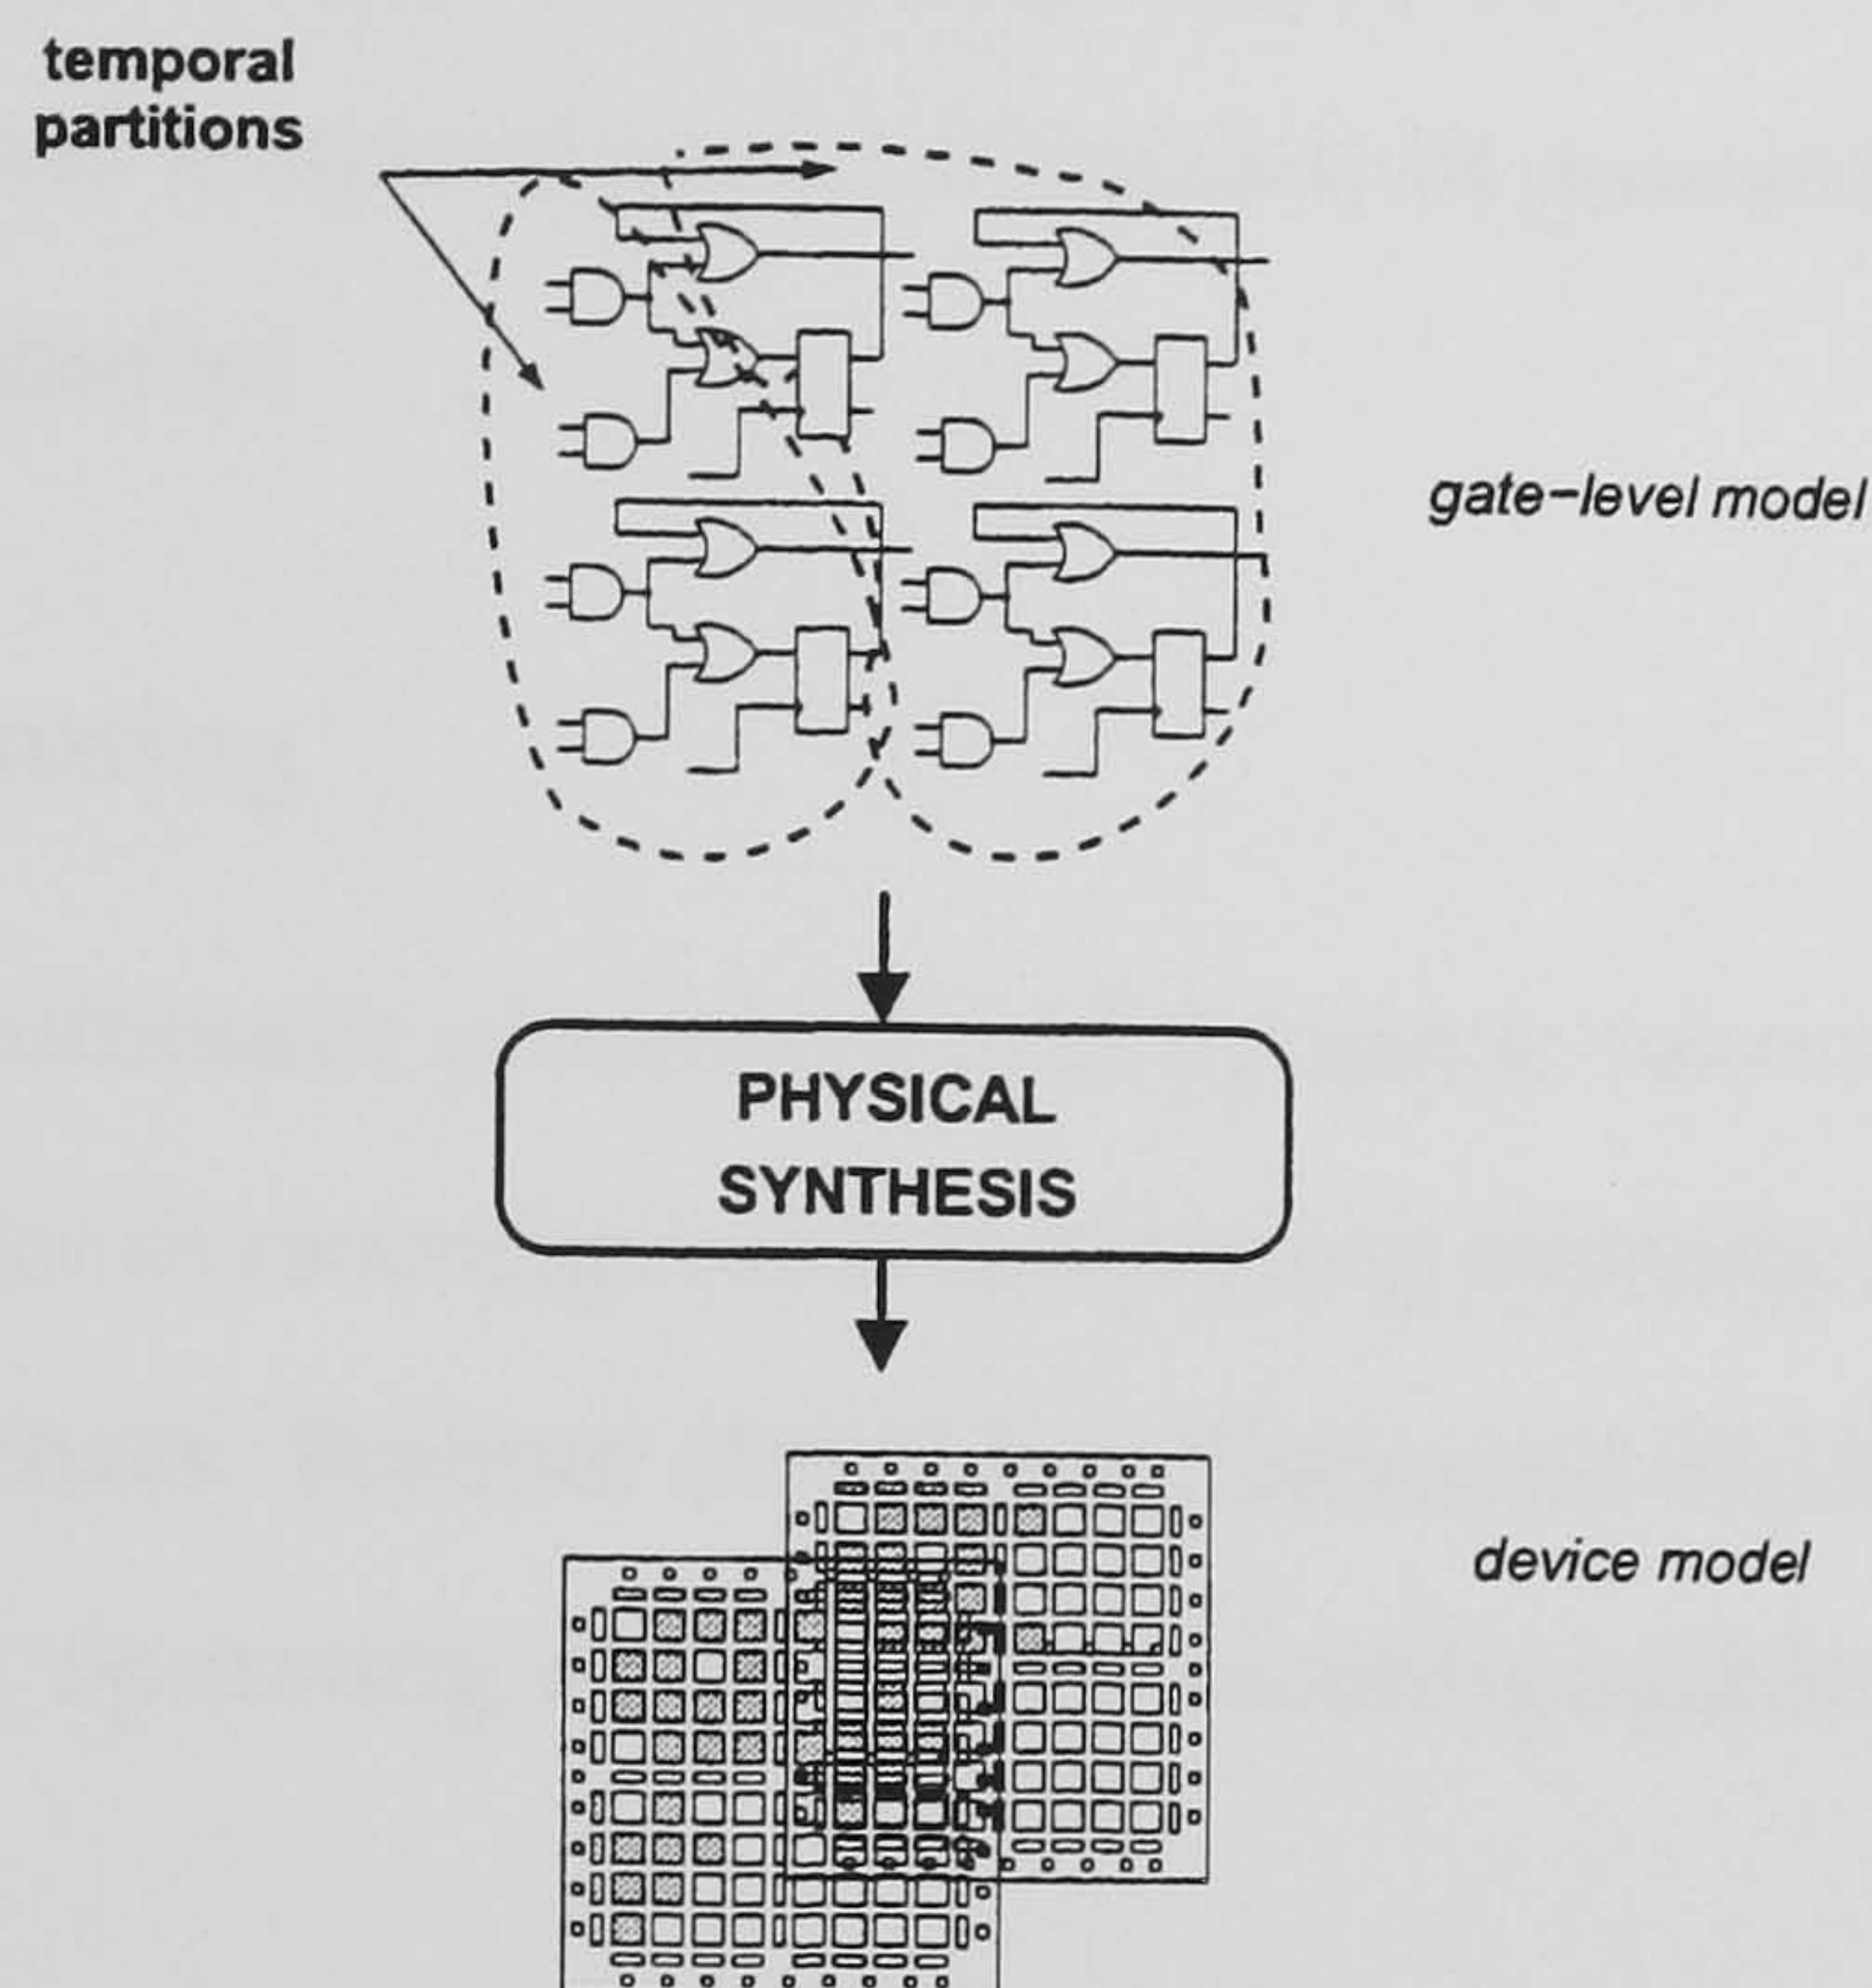 temporal
partitions
gate-level model
PHYSICAL
SYNTHESIS
device model